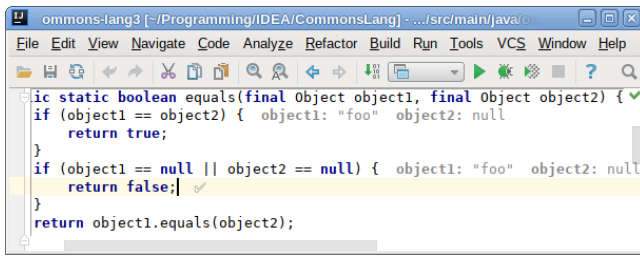 ommons-lang3 [~/Programming/IDEA/CommonsLang] - .../src/main/java/o
File Edit View Navigate Code Analyze Refactor Build Run Tools VCS Window Help
ic static boolean equals(final Object object1, final Object object2) {
if (object1 == object2) { object1: "foo" object2: null
return true;
}
if (object1 == null || object2 == null) { object1: "foo" object2: null
return false;
}
return object1.equals(object2);